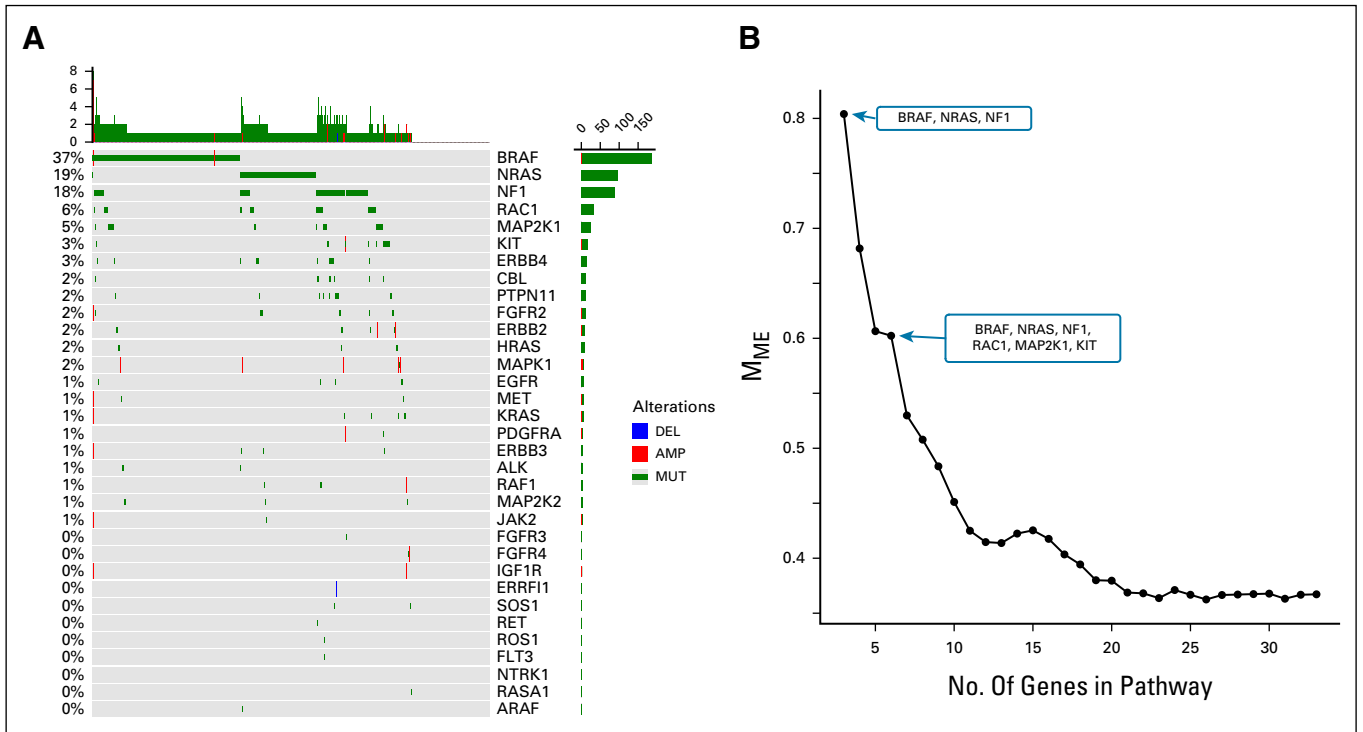 A
8
6
4
2
0
0 50 100 150
37% BRAF
19% NRAS
18% NF1
6% RAC1
5% MAP2K1
3% KIT
3% ERBB4
2% CBL
2% PTPN11
2% FGFR2
2% ERBB2
2% HRAS
2% MAPK1
1% EGFR
1% MET
1% KRAS
1% PDGFRA
1% ERBB3
1% ALK
1% RAF1
1% MAP2K2
1% JAK2
0% FGFR3
0% FGFR4
0% IGF1R
0% ERRFI1
0% SOS1
0% RET
0% ROS1
0% FLT3
0% NTRK1
0% RASA1
0% ARAF
Alterations
DEL
AMP
MUT
B
MME
0.8
0.7
0.6
0.5
0.4
BRAF, NRAS, NF1
BRAF, NRAS, NF1,
RAC1, MAP2K1, KIT
5 10 15 20 25 30
No. Of Genes in Pathway